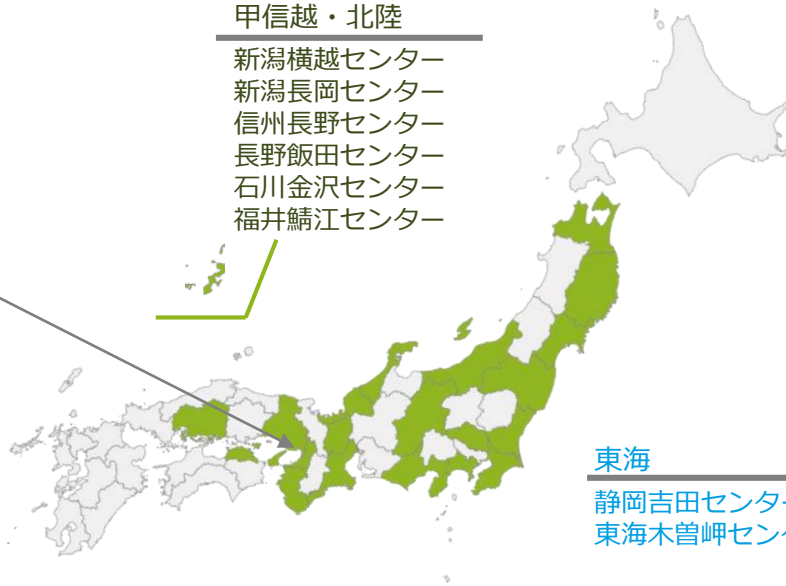 甲信越・北陸
新潟横越センター
新潟長岡センター
信州長野センター
長野飯田センター
石川金沢センター
福井鯖江センター
東海
静岡吉田センター
東海木曽岬セン